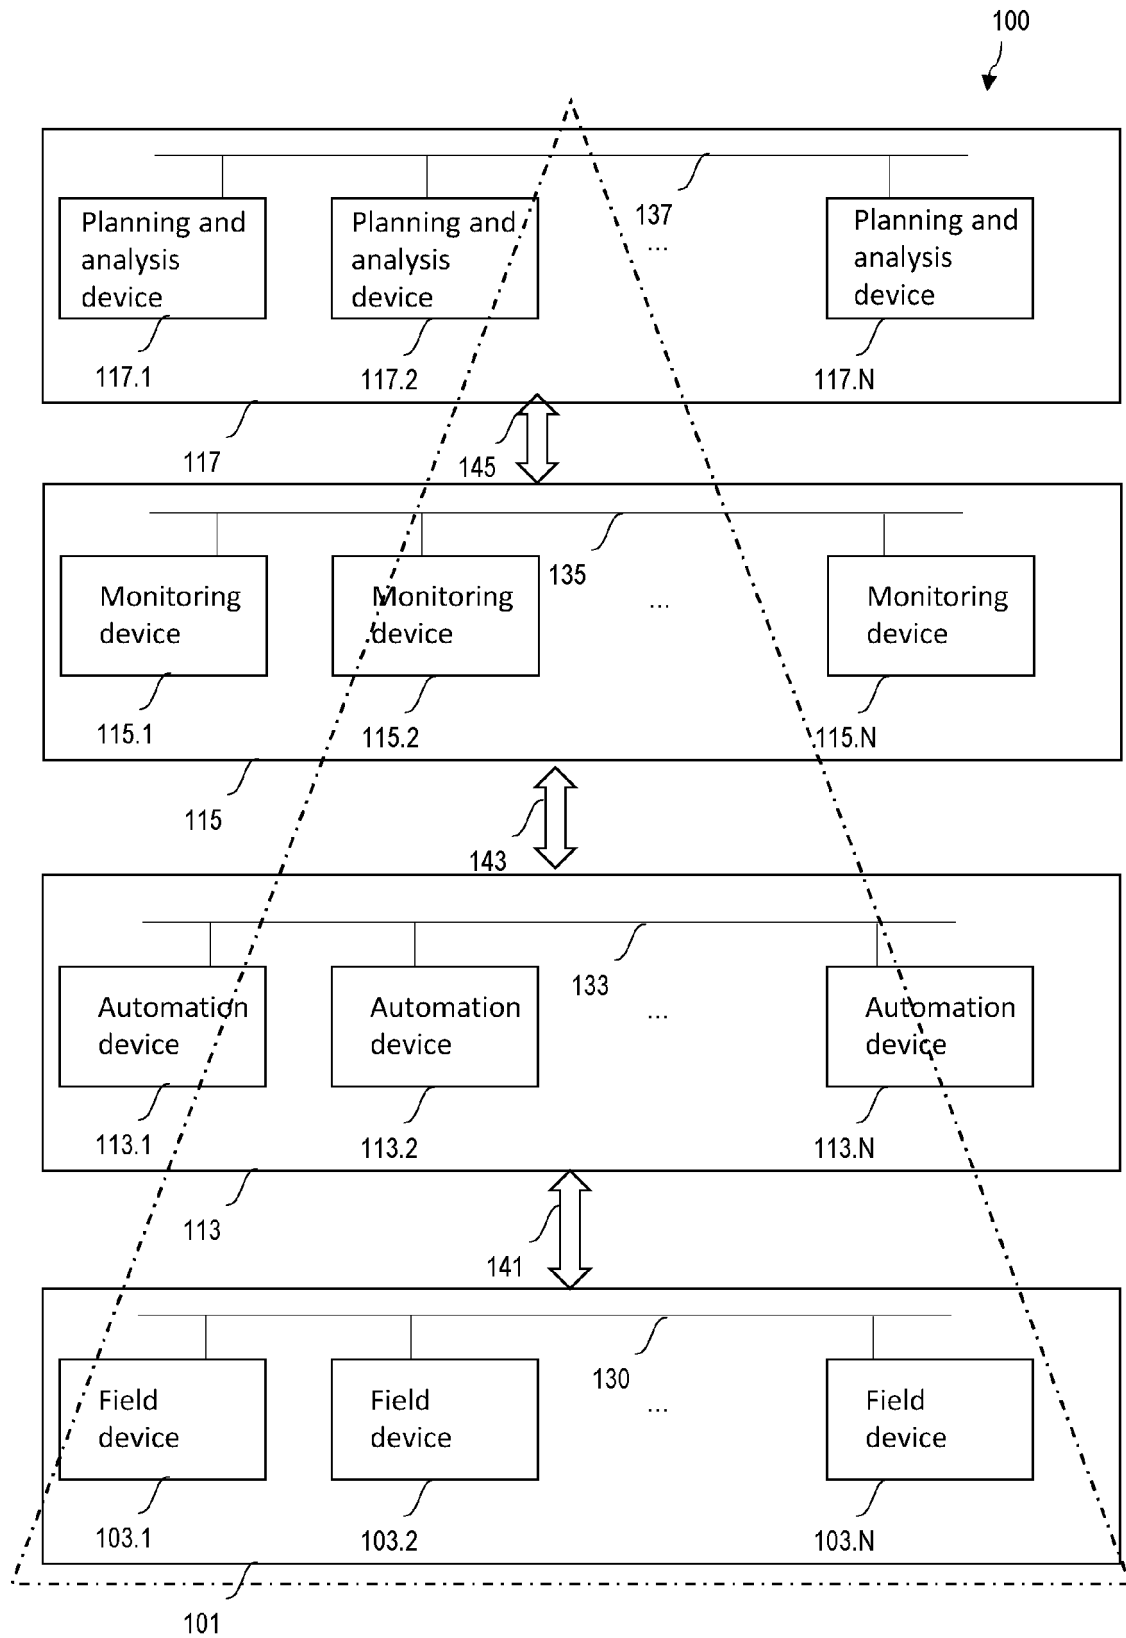 100
137
Planning and
analysis
device
Planning and
analysis
device
...
Planning and
analysis
device
117.1
117.2
117.N
117
145
135
Monitoring
device
Monitoring
device
...
Monitoring
device
115.1
115.2
115.N
115
143
133
Automation
device
Automation
device
...
Automation
device
113.1
113.2
113.N
113
141
130
Field
device
Field
device
...
Field
device
103.1
103.2
103.N
101